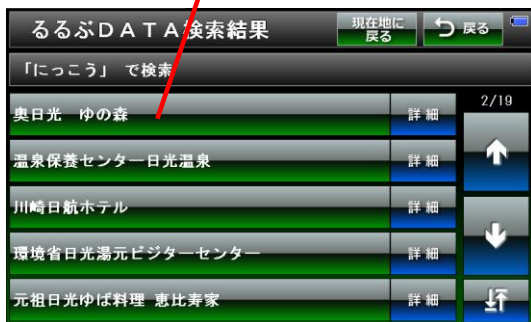 るるぶＤＡＴＡ検索結果
現在地に
戻る
戻る
「にっこう」 で検索
2/19
奥日光 ゆの森
詳細
温泉保養センター日光温泉
詳細
川崎日航ホテル
詳細
環境省日光湯元ビジターセンター
詳細
元祖日光ゆば料理 恵比寿家
詳細